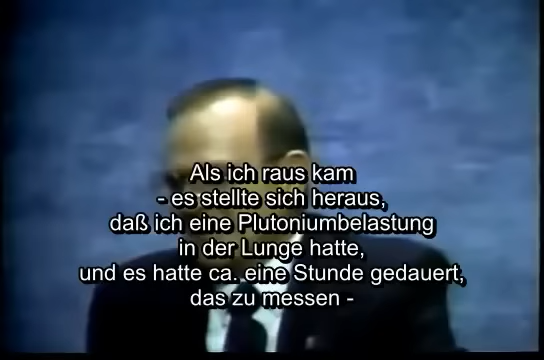 Als ich raus kam
- es stellte sich heraus,
daß ich eine Plutoniumbelastung
in der Lunge hatte,
und es hatte ca. eine Stunde gedauert,
das zu messen -